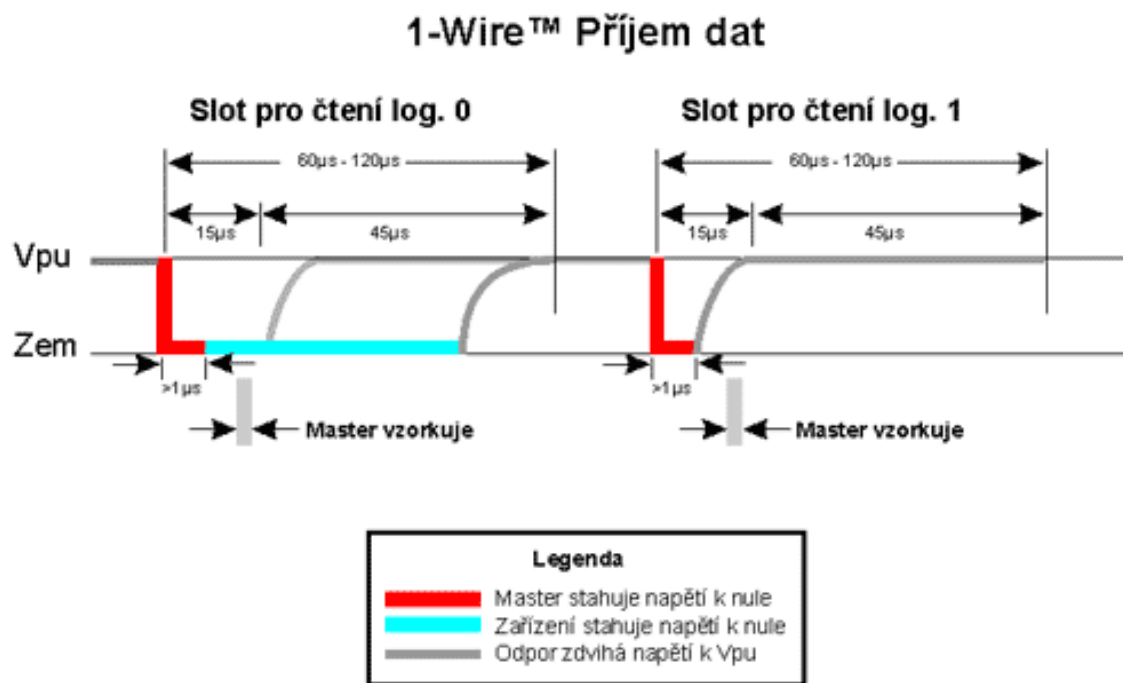 1-Wire™ Příjem dat
Slot pro čtení log. 0
Slot pro čtení log. 1
60µs - 120µs
60µs - 120µs
15µs
45µs
15µs
45µs
Vpu
Zem
>1µs
>1µs
Master vzorkuje
Master vzorkuje
Legenda
Master stahuje napětí k nule
Zařízení stahuje napětí k nule
Odpor zdvihá napětí k Vpu